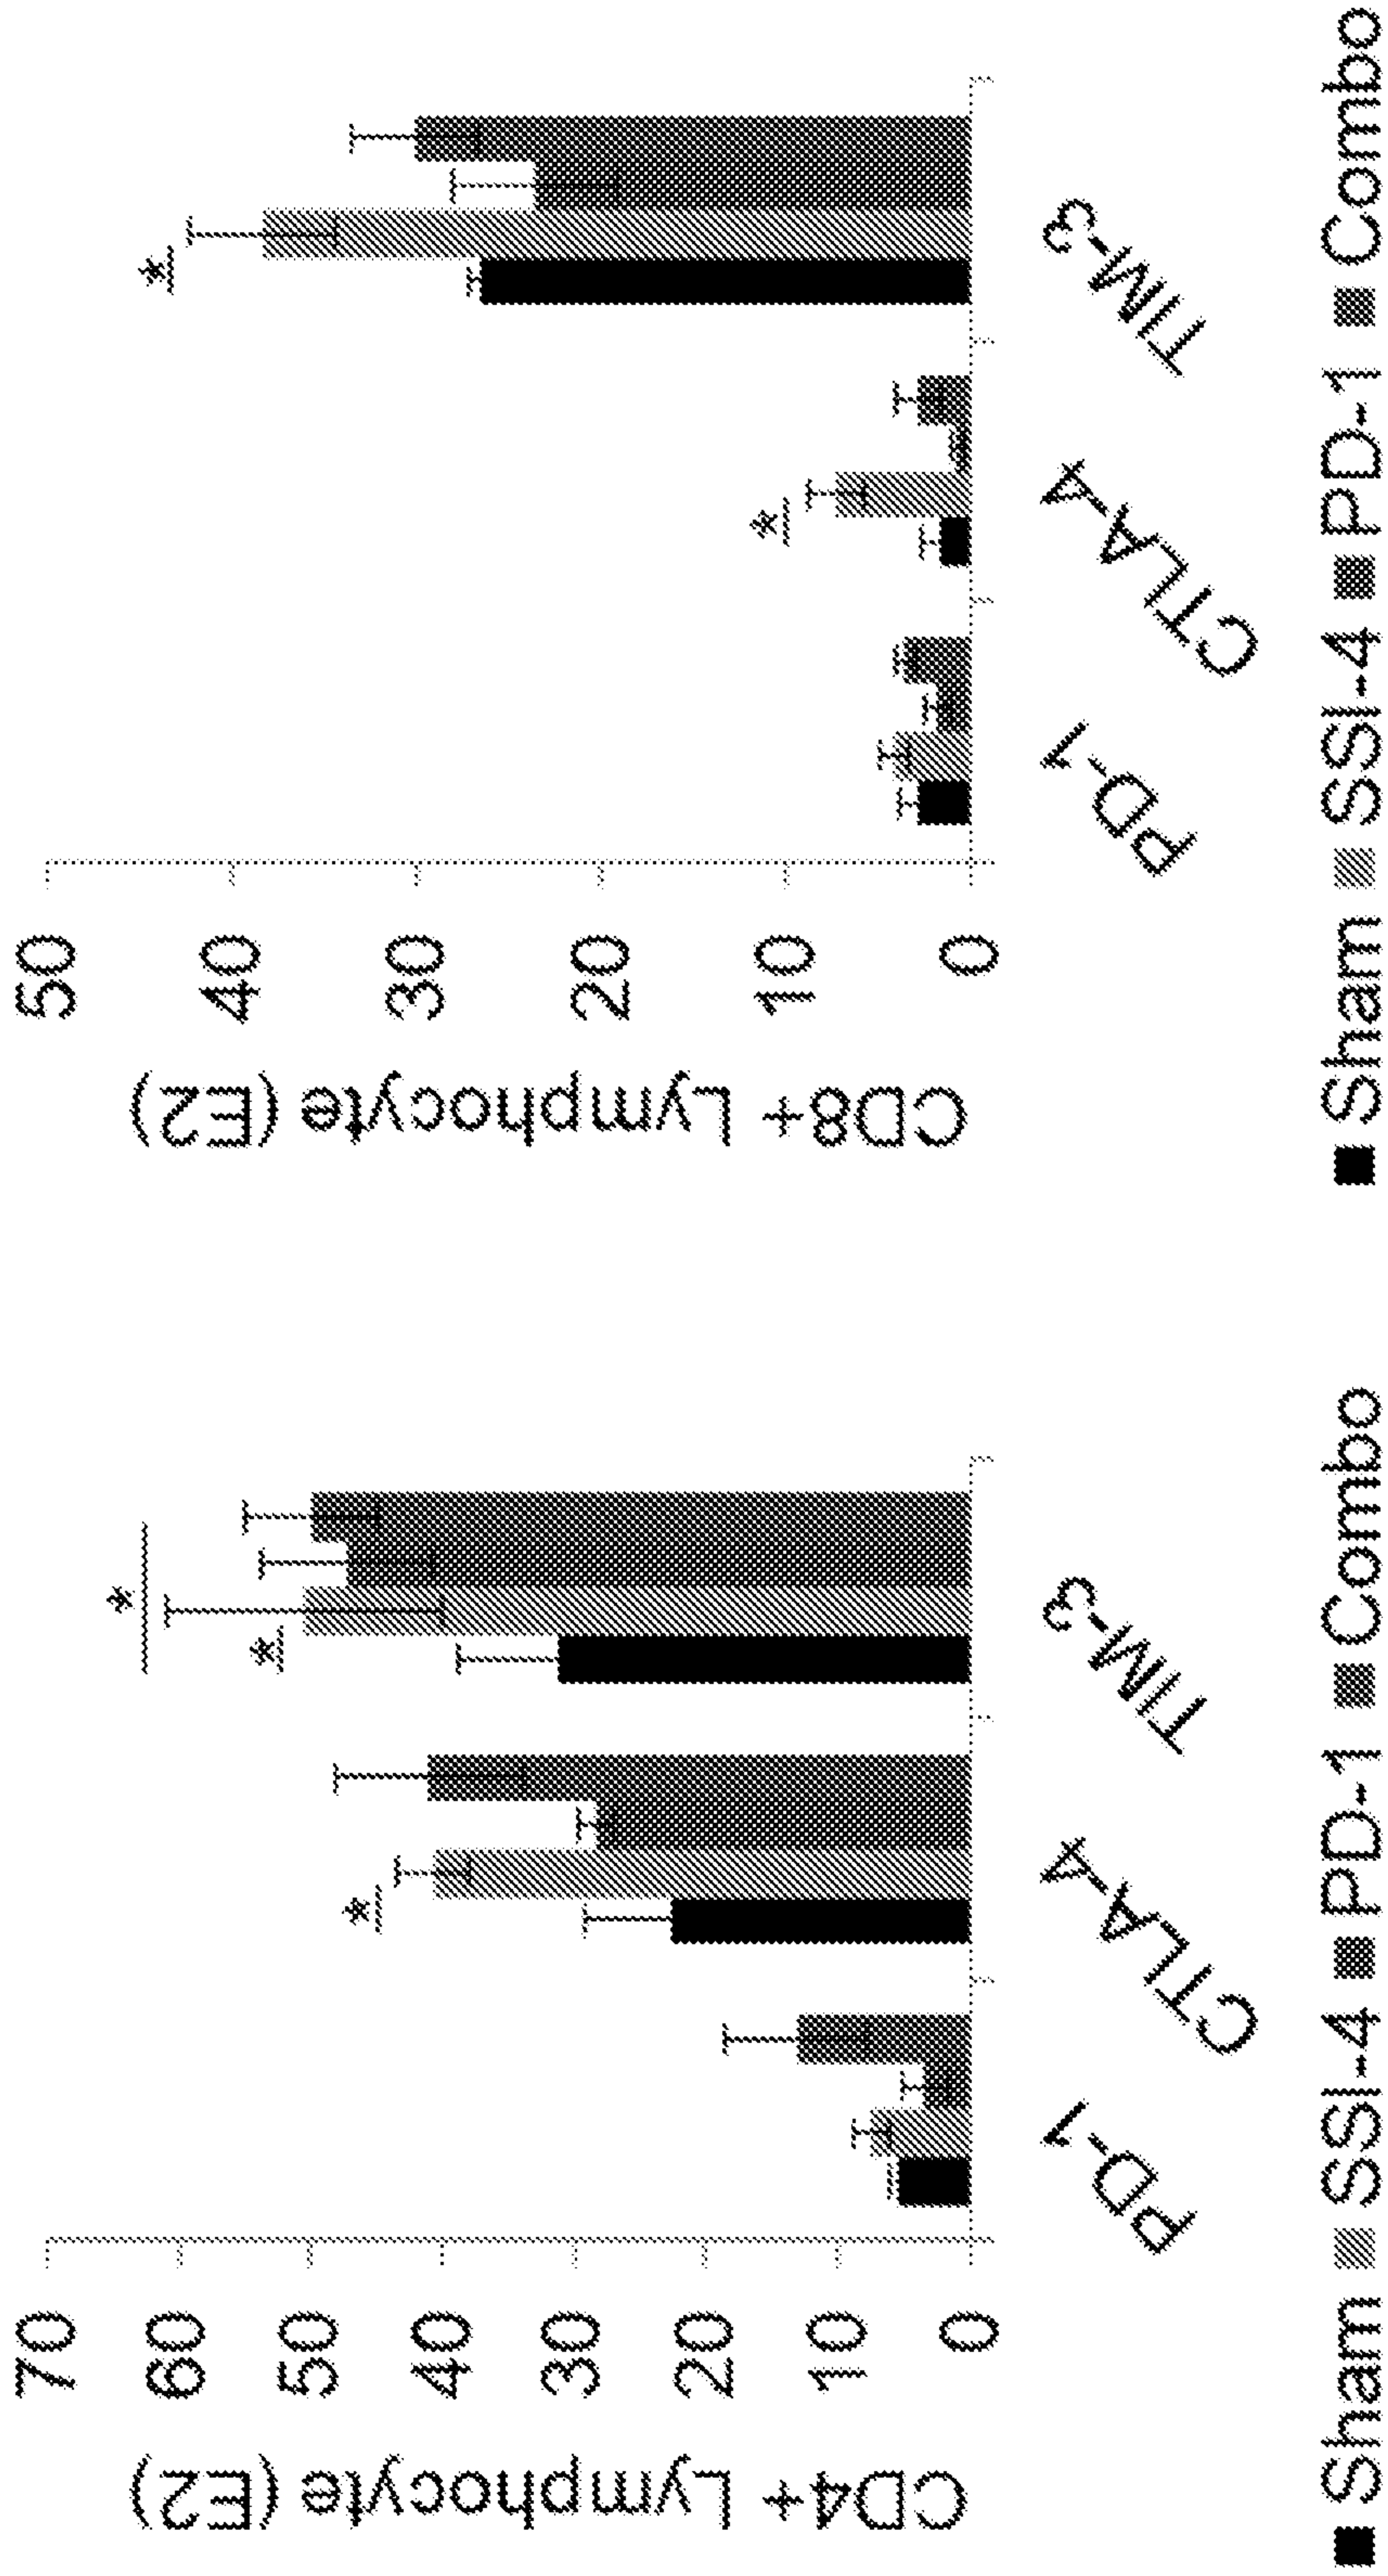 CD4+ Lymphocyte (E2)
70
60
50
40
30
20
10
0
*
*
*
PD-1
CTLA-4
TIM-3
Sham SSI-4 PD-1 Combo
CD8+ Lymphocyte (E2)
50
40
30
20
10
0
*
*
PD-1
CTLA-4
TIM-3
Sham SSI-4 PD-1 Combo